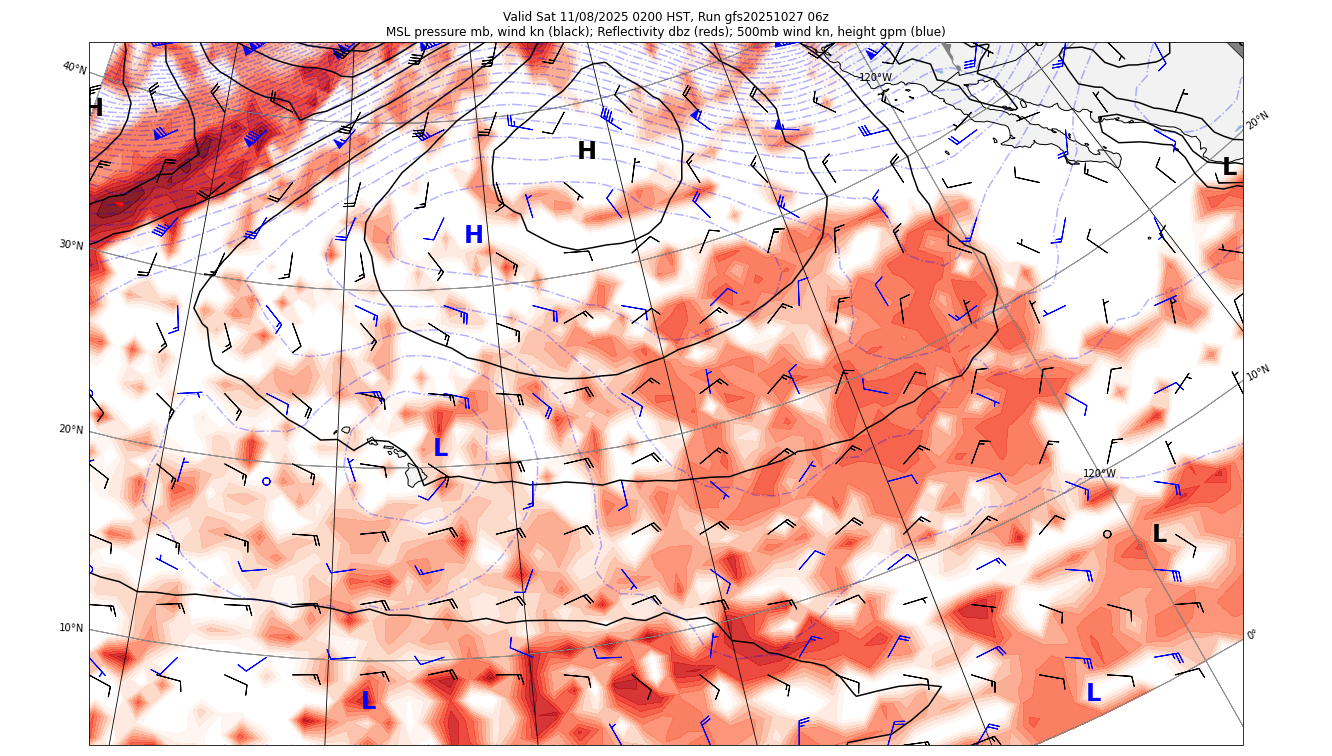 Valid Sat 11/08/2025 0200 HST, Run gfs20251027 06z
MSL pressure mb, wind kn (black); Reflectivity dbz (reds); 500mb wind kn, height gpm (blue)
40°N
120°W
20°N
H
H
L
H
30°N
10°N
20°N
L
120°W
L
10°N
0°
L
L